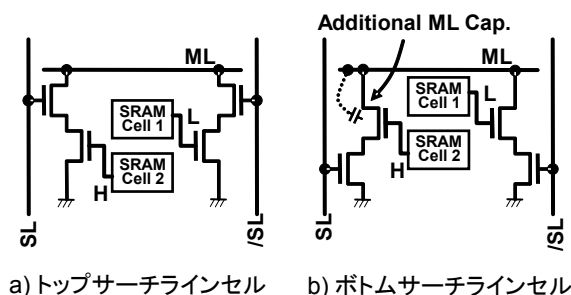 Additional ML Cap.
ML
SRAM
Cell 1
L
SRAM
Cell 2
H
SL
/SL
ML
SRAM
Cell 1
L
SRAM
Cell 2
H
SL
/SL
a) トップサーチラインセル
b) ボトムサーチラインセル